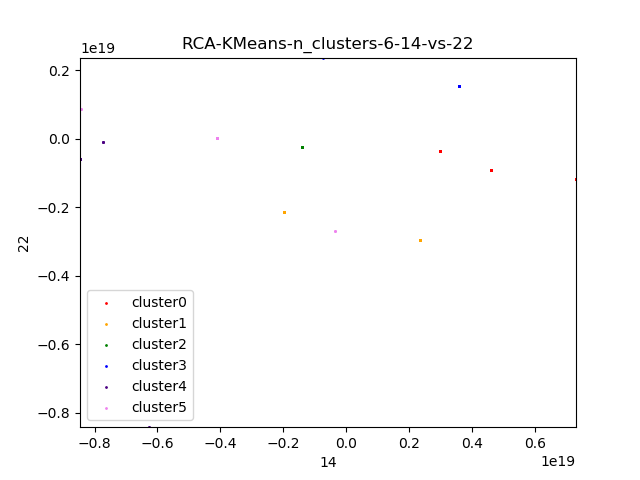 RCA-KMeans-n_clusters-6-14-vs-22
1e19
0.2
0.0
−0.2
−0.4
−0.6
−0.8
22
cluster0
cluster1
cluster2
cluster3
cluster4
cluster5
−0.8 −0.6 −0.4 −0.2 0.0 0.2 0.4 0.6
14
1e19